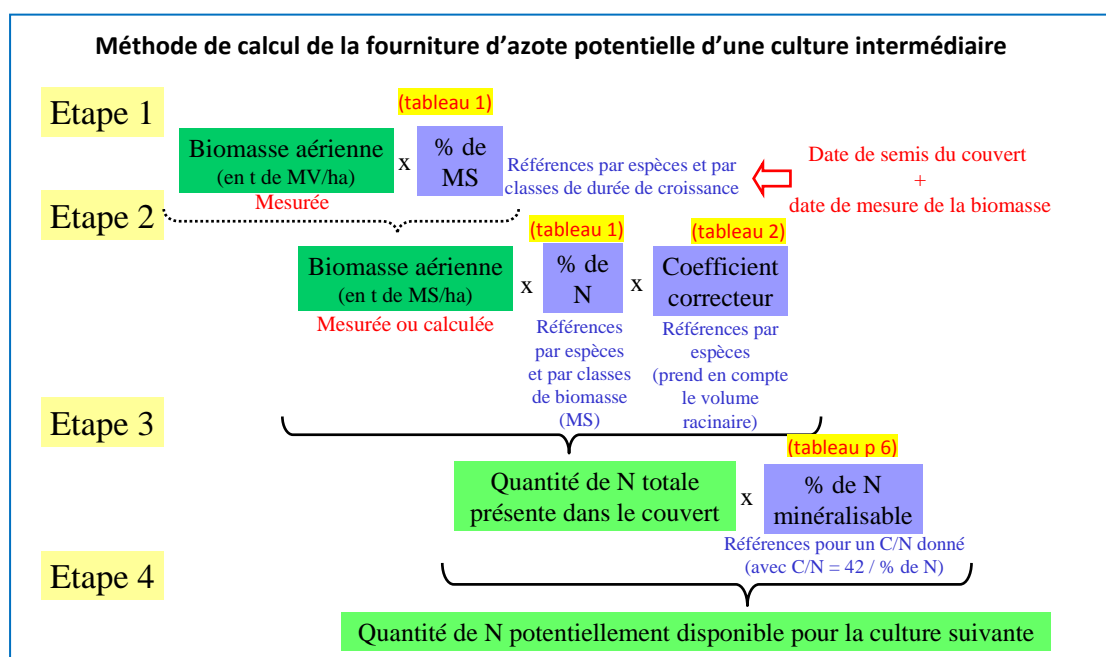 Méthode de calcul de la fourniture d’azote potentielle d’une culture intermédiaire
Etape 1
(tableau 1)
Biomasse aérienne
(en t de MV/ha)
x
% de
MS
Mesurée
Références par espèces et par
classes de durée de croissance
Date de semis du couvert
+
date de mesure de la biomasse
Etape 2
(tableau 1)
(tableau 2)
Biomasse aérienne
(en t de MS/ha)
x
% de
N
x
Coefficient
correcteur
Mesurée ou calculée
Références
par espèces
et par classes
de biomasse
(MS)
Références par
espèces
(prend en compte
le volume
racinaire)
Etape 3
(tableau p 6)
Quantité de N totale
présente dans le couvert
x
% de N
minéralisable
Références pour un C/N donné
(avec C/N = 42 / % de N)
Etape 4
Quantité de N potentiellement disponible pour la culture suivante